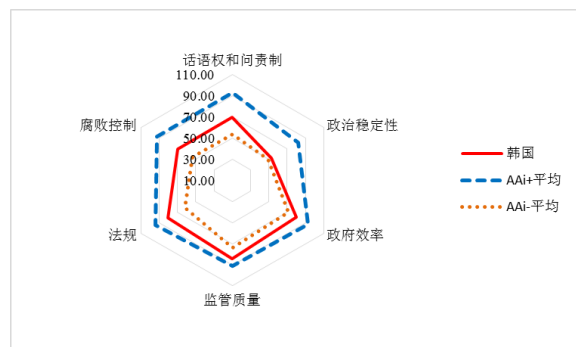 话语权和问责制
110.00
90.00
70.00
50.00
30.00
10.00
政治稳定性
政府效率
监管质量
法规
腐败控制
韩国
AAi+平均
AAi-平均